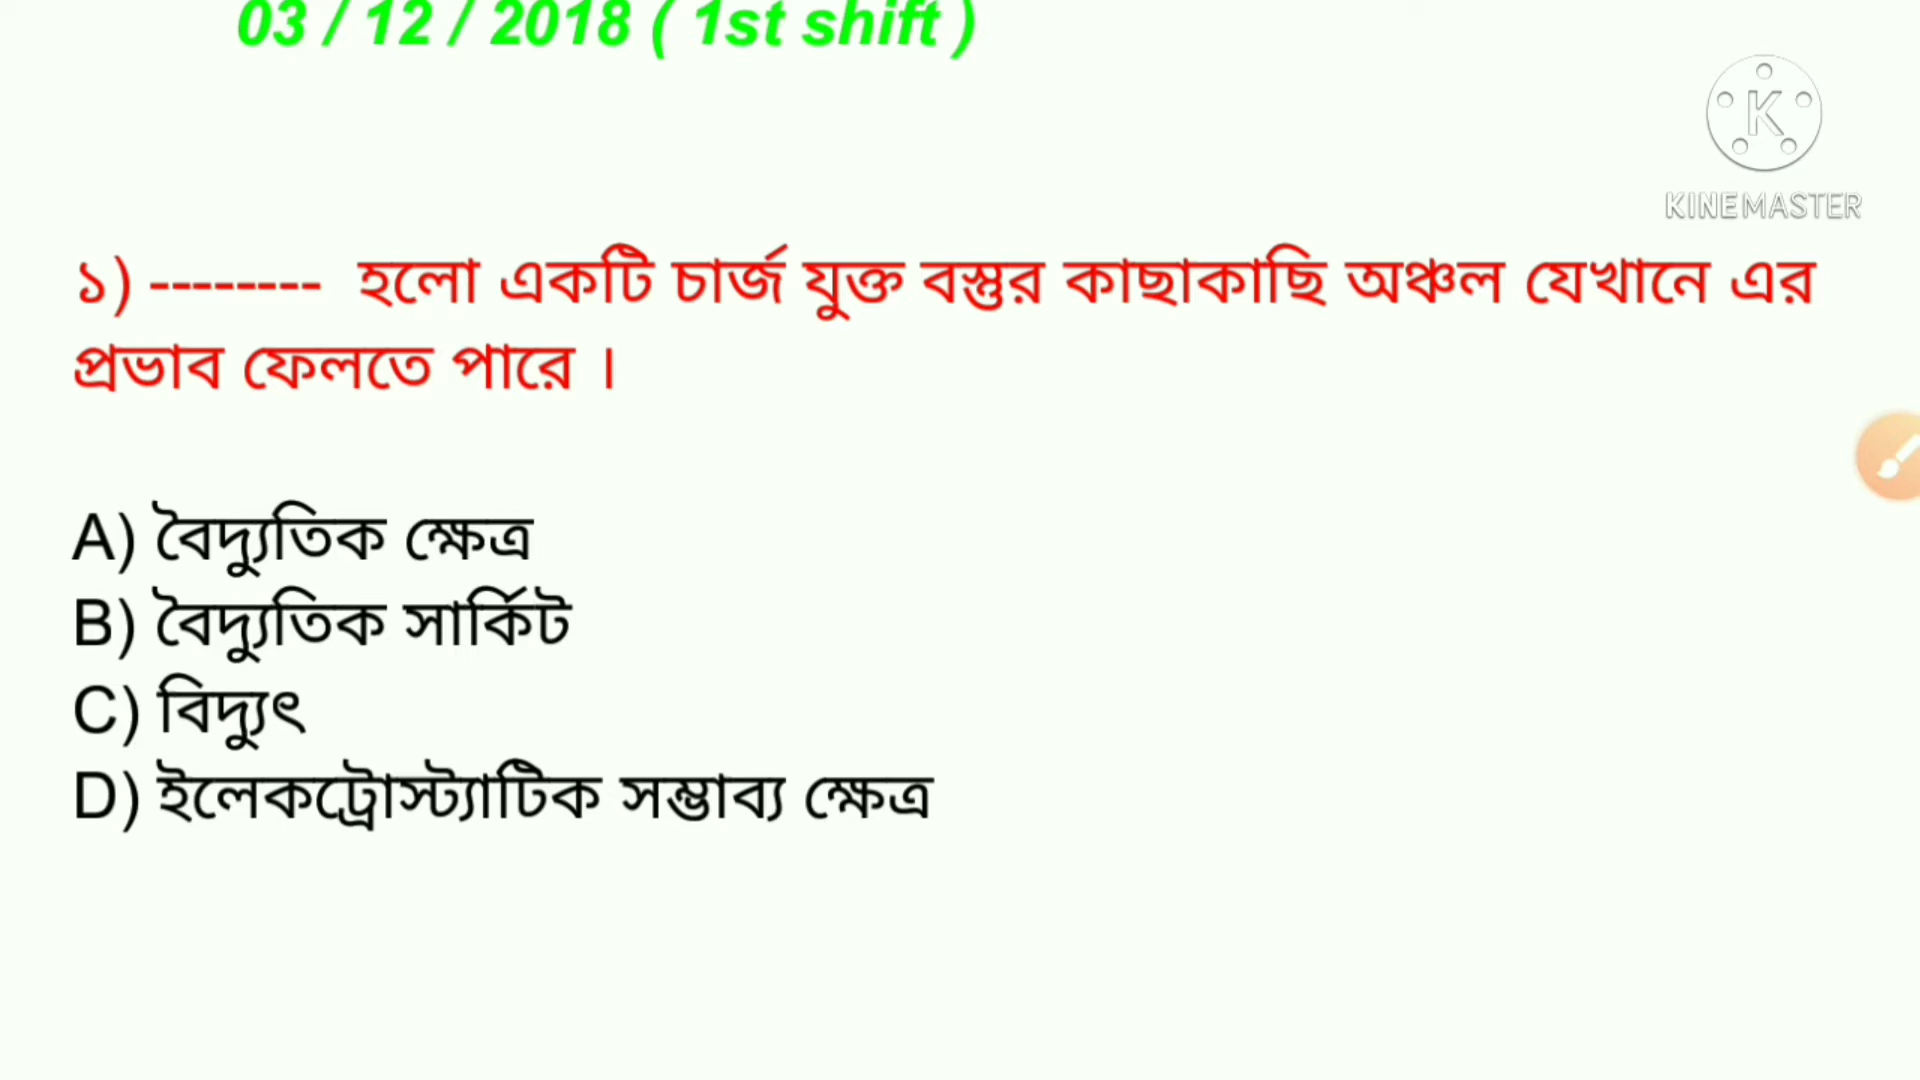 03 / 12 / 2018 ( 1st shift )
K
KINEMASTER
১) -------- হলো একটি চার্জ যুক্ত বস্তুর কাছাকাছি অঞ্চল যেখানে এর
প্রভাব ফেলতে পারে ।
A) বৈদ্যুতিক ক্ষেত্র
B) বৈদ্যুতিক সার্কিট
C) বিদ্যুৎ
D) ইলেকট্রোস্ট্যাটিক সম্ভাব্য ক্ষেত্র